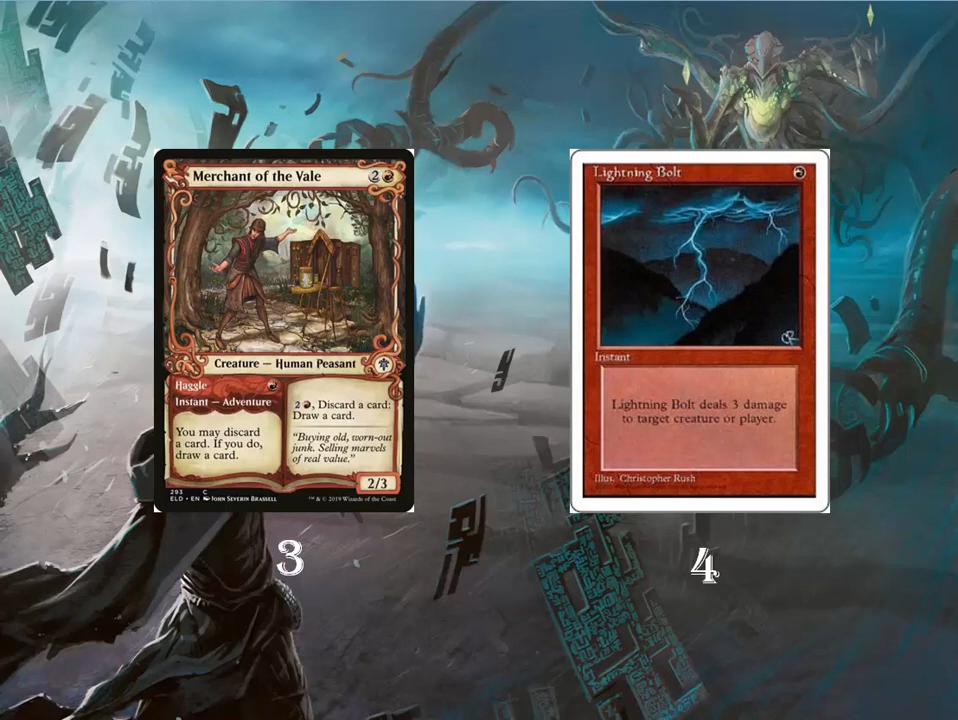 Merchant of the Vale 2
Creature — Human Peasant
Haggle
Instant — Adventure
You may discard
a card. If you do,
draw a card.
2 , Discard a card:
Draw a card.
"Buying old, worn-out
junk. Selling marvels
of real value."
2/3
293 C
ELD • EN JOHN SEVERIN BRASSELL
™ & © 2019 Wizards of the Coast
3
Lightning Bolt
Instant
Lightning Bolt deals 3 damage
to target creature or player.
Illus. Christopher Rush
4